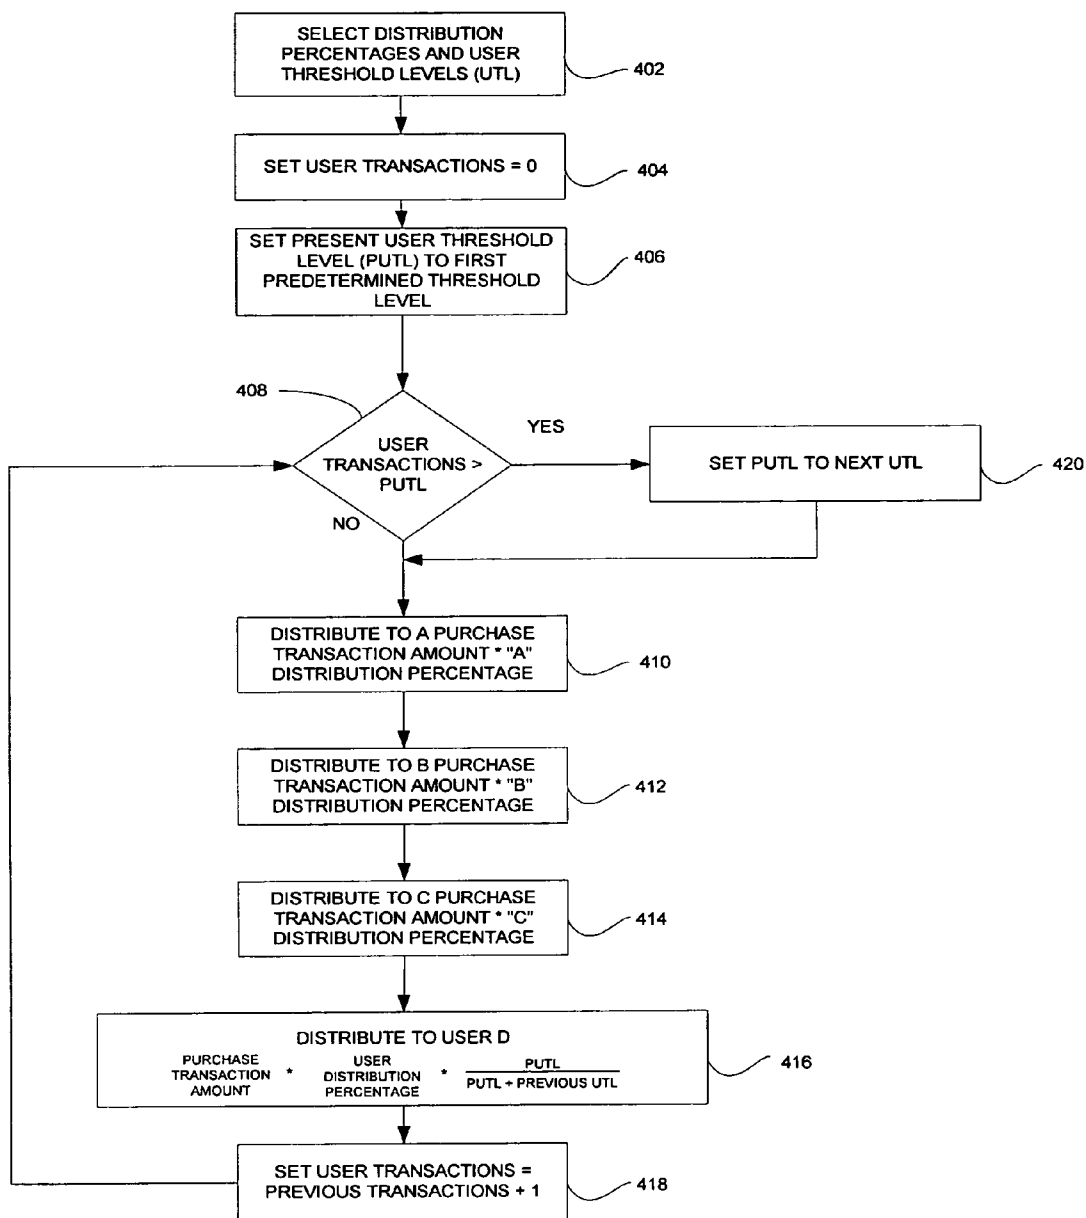 SELECT DISTRIBUTION
PERCENTAGES AND USER
THRESHOLD LEVELS (UTL)
402
SET USER TRANSACTIONS = 0
404
SET PRESENT USER THRESHOLD
LEVEL (PUTL) TO FIRST
PREDETERMINED THRESHOLD
LEVEL
406
408
USER
TRANSACTIONS >
PUTL
YES
NO
SET PUTL TO NEXT UTL
420
DISTRIBUTE TO A PURCHASE
TRANSACTION AMOUNT * "A"
DISTRIBUTION PERCENTAGE
410
DISTRIBUTE TO B PURCHASE
TRANSACTION AMOUNT * "B"
DISTRIBUTION PERCENTAGE
412
DISTRIBUTE TO C PURCHASE
TRANSACTION AMOUNT * "C"
DISTRIBUTION PERCENTAGE
414
DISTRIBUTE TO USER D
PURCHASE
TRANSACTION
AMOUNT
*
USER
DISTRIBUTION
PERCENTAGE
*
PUTL
PUTL + PREVIOUS UTL
416
SET USER TRANSACTIONS =
PREVIOUS TRANSACTIONS + 1
418